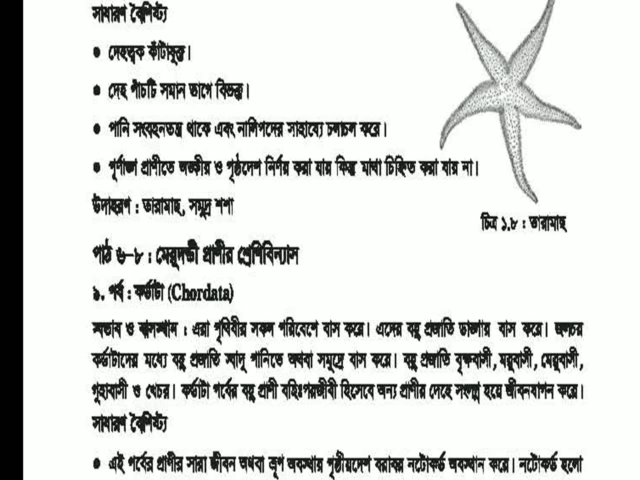 সাধারণ বৈশিষ্ট্য
• দেহত্বক কাঁটাযুক্ত।
• দেহ পাঁচটি সমান ভাগে বিভক্ত।
• পানি সংবহনতন্ত্র থাকে এবং নালিপদের সাহায্যে চলাচল করে।
• পূর্ণাঙ্গ প্রাণীতে অঙ্কীয় ও পৃষ্ঠদেশ নির্ণয় করা যায় কিন্তু মাথা চিহ্নিত করা যায় না।
উদাহরণ : তারামাছ, সমুদ্র শশা
চিত্র ১.৮ : তারামাছ
পাঠ ৬–৮ : মেরুদণ্ডী প্রাণীর শ্রেণিবিন্যাস
৯. পর্ব : কর্ডাটা (Chordata)
স্বভাব ও বাসস্থান : এরা পৃথিবীর সকল পরিবেশে বাস করে। এদের বহু প্রজাতি ডাঙ্গায় বাস করে। জলচর
কর্ডাটাদের মধ্যে বহু প্রজাতি স্বাদু পানিতে অথবা সমুদ্রে বাস করে। বহু প্রজাতি বৃক্ষবাসী, মরুবাসী, মেরুবাসী,
গুহাবাসী ও খেচর। কর্ডাটা পর্বের বহু প্রাণী বহিঃপরজীবী হিসেবে অন্য প্রাণীর দেহে সংলগ্ন হয়ে জীবনযাপন করে।
সাধারণ বৈশিষ্ট্য
• এই পর্বের প্রাণীর সারা জীবন অথবা ভ্রূণ অবস্থায় পৃষ্ঠীয়দেশ বরাবর নটোকর্ড অবস্থান করে। নটোকর্ড হলো